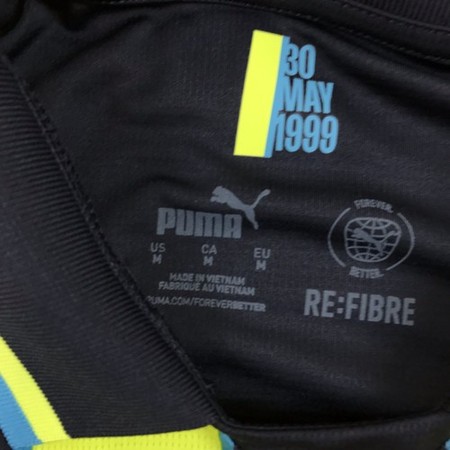 30
MAY
1999
PUMA
US CA EU
M M M
MADE IN VIETNAM
FABRIQUÉ AU VIETNAM
PUMA.COM/FOREVERBETTER
FOREVER.
BETTER.
RE:FIBRE